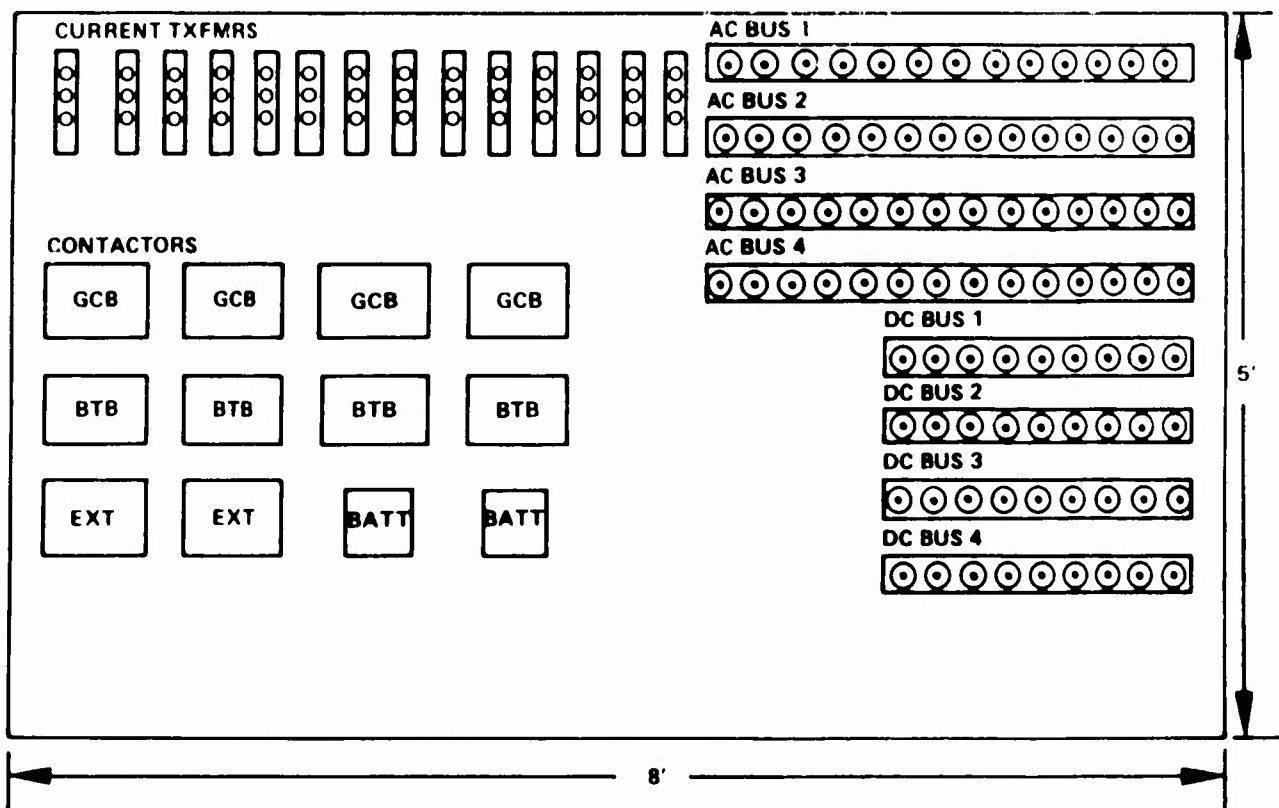 CURRENT TXFMRS
AC BUS 1
AC BUS 2
AC BUS 3
AC BUS 4
CONTACTORS
GCB GCB GCB GCB
BTB BTB BTB BTB
EXT EXT BATT BATT
DC BUS 1
DC BUS 2
DC BUS 3
DC BUS 4
5'
8'